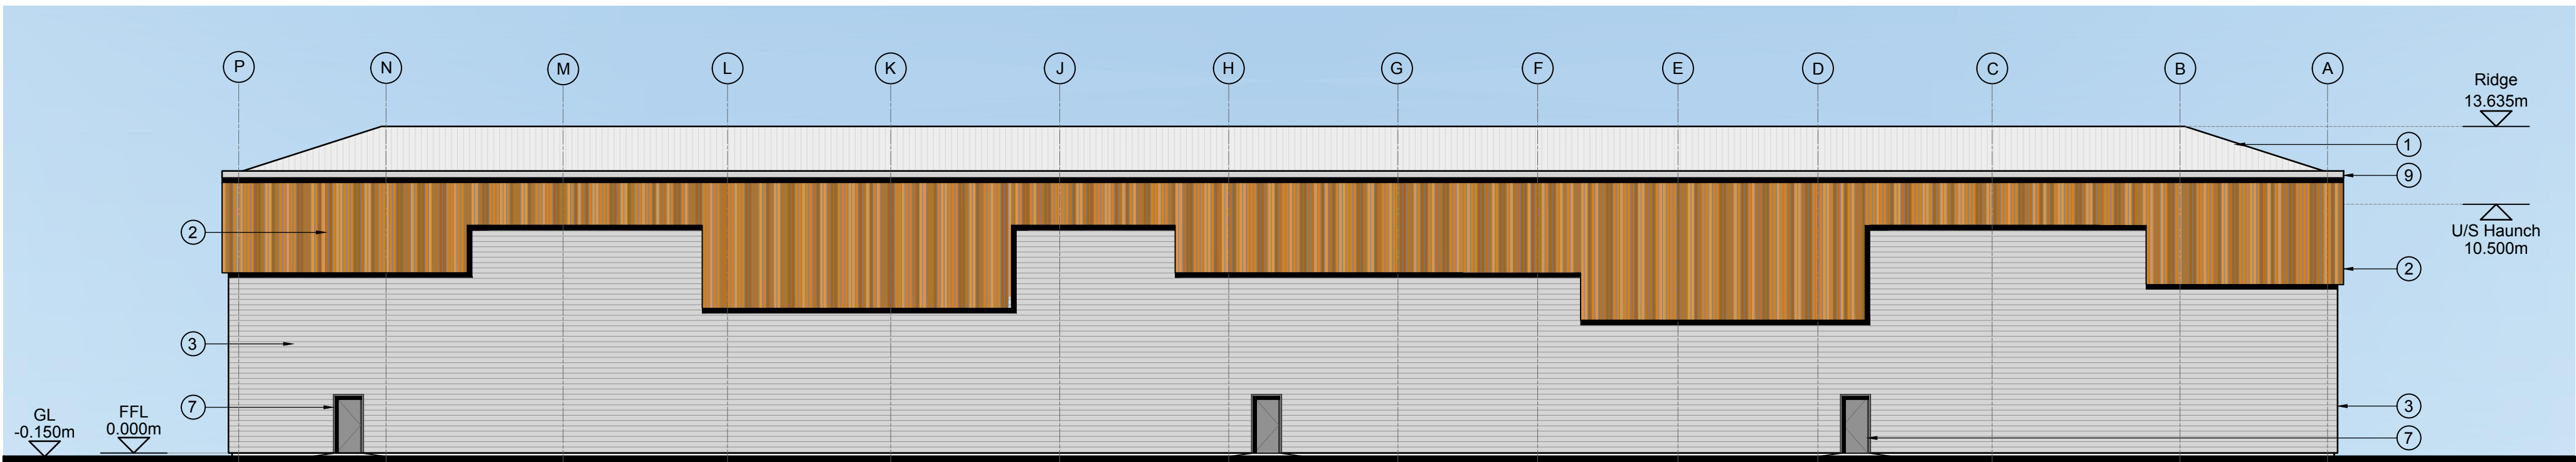 P
N
M
L
K
J
H
G
F
E
D
C
B
A
Ridge
13.635m
1
9
U/S Haunch
10.500m
2
2
3
3
7
7
GL
-0.150m
FFL
0.000m